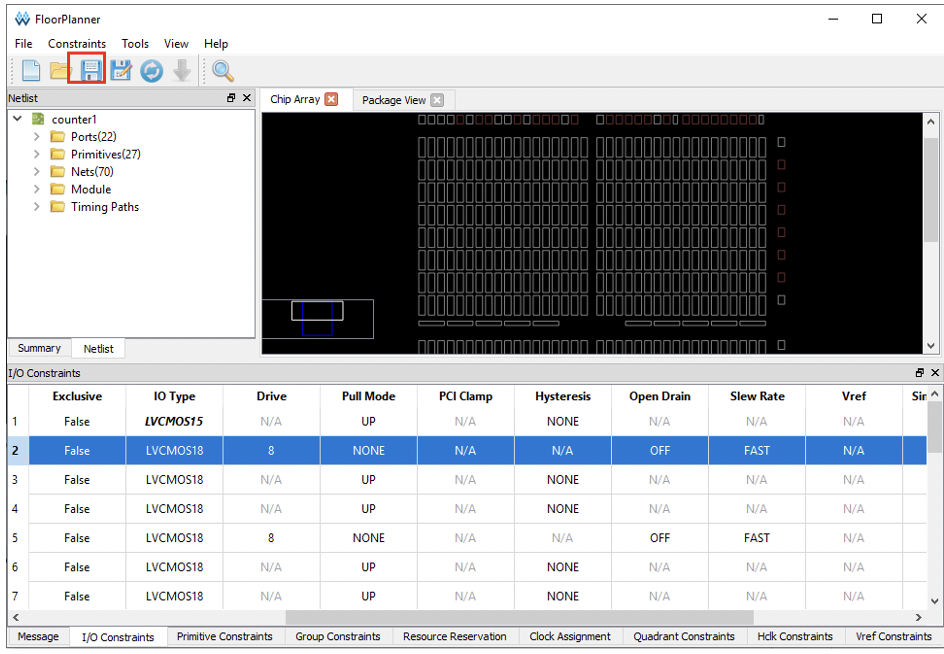 FloorPlanner
File Constraints Tools View Help
Netlist
Chip Array Package View
counter1
Ports(22)
Primitives(27)
Nets(70)
Module
Timing Paths
Summary Netlist
I/O Constraints
Exclusive IO Type Drive Pull Mode PCI Clamp Hysteresis Open Drain Slew Rate Vref Sin
1 False LVCMOS15 N/A UP N/A NONE N/A N/A N/A
2 False LVCMOS18 8 NONE N/A N/A OFF FAST N/A
3 False LVCMOS18 N/A UP N/A NONE N/A N/A N/A
4 False LVCMOS18 N/A UP N/A NONE N/A N/A N/A
5 False LVCMOS18 8 NONE N/A N/A OFF FAST N/A
6 False LVCMOS18 N/A UP N/A NONE N/A N/A N/A
7 False LVCMOS18 N/A UP N/A NONE N/A N/A N/A
Message I/O Constraints Primitive Constraints Group Constraints Resource Reservation Clock Assignment Quadrant Constraints Hclk Constraints Vref Constraints